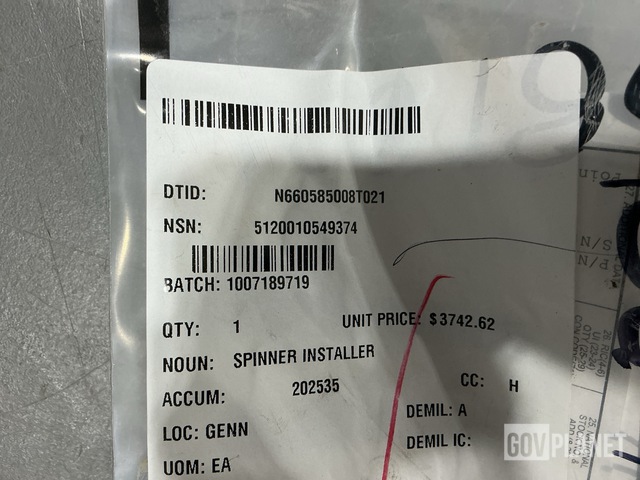 DTID: N660585008T021
NSN: 5120010549374
BATCH: 1007189719
QTY: 1 UNIT PRICE: $3742.62
NOUN: SPINNER INSTALLER
ACCUM: 202535 CC: H
LOC: GENN DEMIL: A
UOM: EA DEMIL IC:
P/N
S/N
GOVPLANET